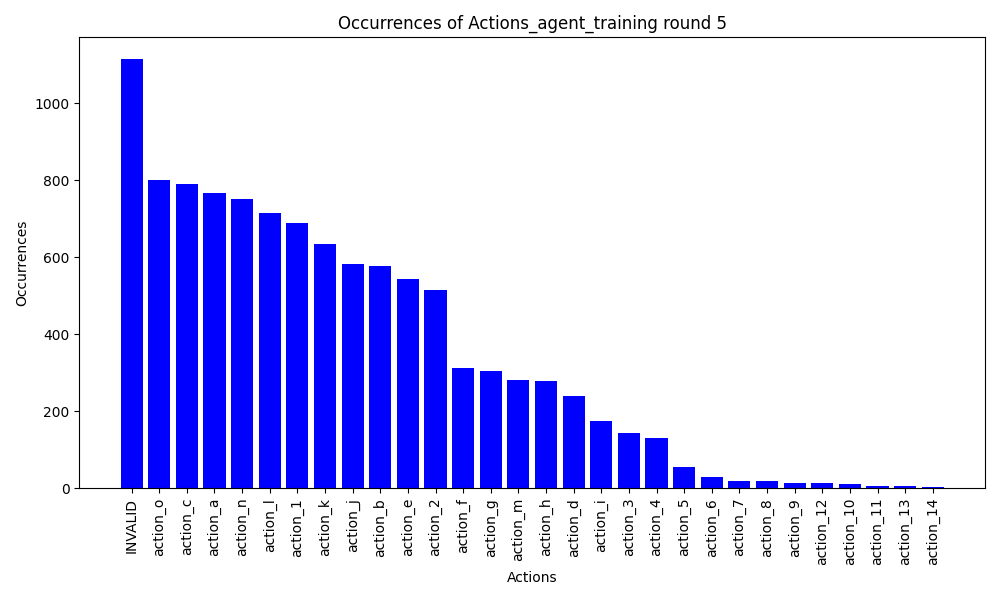 Occurrences of Actions_agent_training round 5
Occurrences
1000
800
600
400
200
0
INVALID
action_o
action_c
action_a
action_n
action_l
action_1
action_k
action_j
action_b
action_e
action_2
action_f
action_g
action_m
action_h
action_d
action_i
action_3
action_4
action_5
action_6
action_7
action_8
action_9
action_12
action_10
action_11
action_13
action_14
Actions